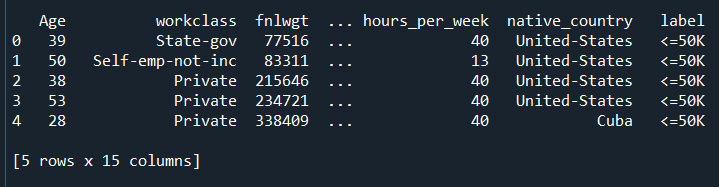 Age workclass fnlwgt ... hours_per_week native_country label
0 39 State-gov 77516 ... 40 United-States <=50K
1 50 Self-emp-not-inc 83311 ... 13 United-States <=50K
2 38 Private 215646 ... 40 United-States <=50K
3 53 Private 234721 ... 40 United-States <=50K
4 28 Private 338409 ... 40 Cuba <=50K
[5 rows x 15 columns]